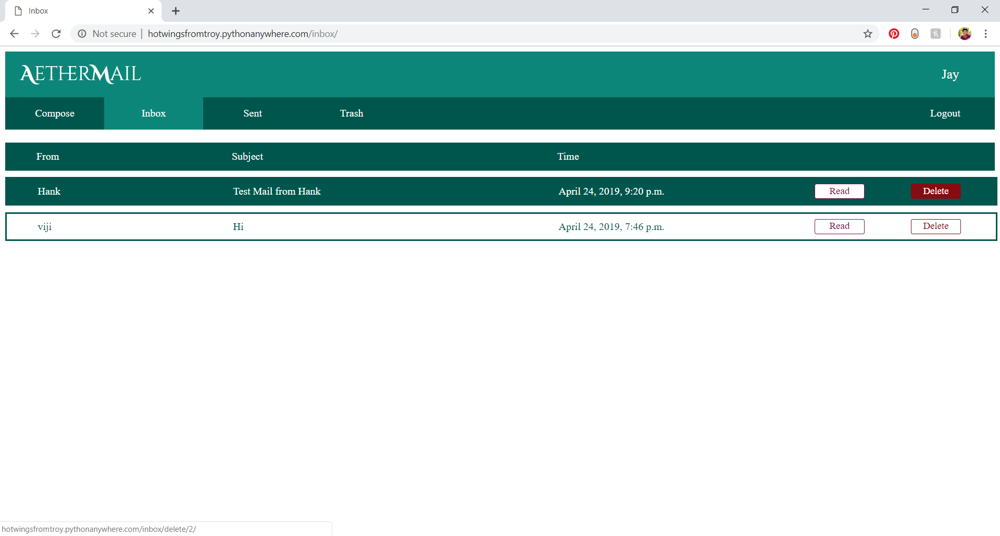 Inbox
Not secure | hotwingsfromtroy.pythonanywhere.com/inbox/
AETHERMAIL
Jay
Compose Inbox Sent Trash Logout
From Subject Time
Hank Test Mail from Hank April 24, 2019, 9:20 p.m. Read Delete
viji Hi April 24, 2019, 7:46 p.m. Read Delete
hotwingsfromtroy.pythonanywhere.com/inbox/delete/2/